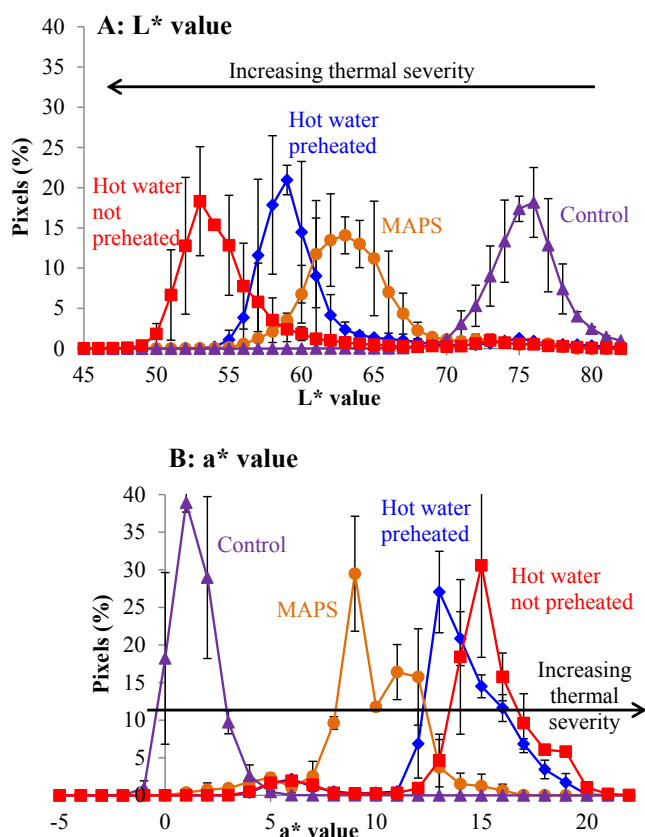 A: L* value
40
35
30
25
20
15
10
5
0
Pixels (%)
Increasing thermal severity
Hot water
preheated
Hot water
not
preheated
MAPS
Control
45 50 55 60 65 70 75 80
L* value
B: a* value
40
35
30
25
20
15
10
5
0
Pixels (%)
Control
MAPS
Hot water
preheated
Hot water
not preheated
Increasing
thermal
severity
-5 0 5 10 15 20
a* value